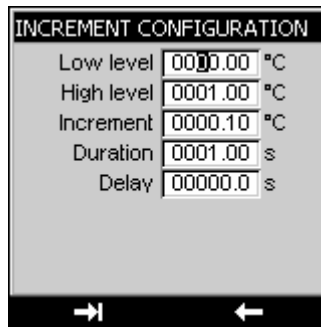 INCREMENT CONFIGURATION
Low level 0000.00 °C
High level 0001.00 °C
Increment 0000.10 °C
Duration 0001.00 s
Delay 00000.0 s